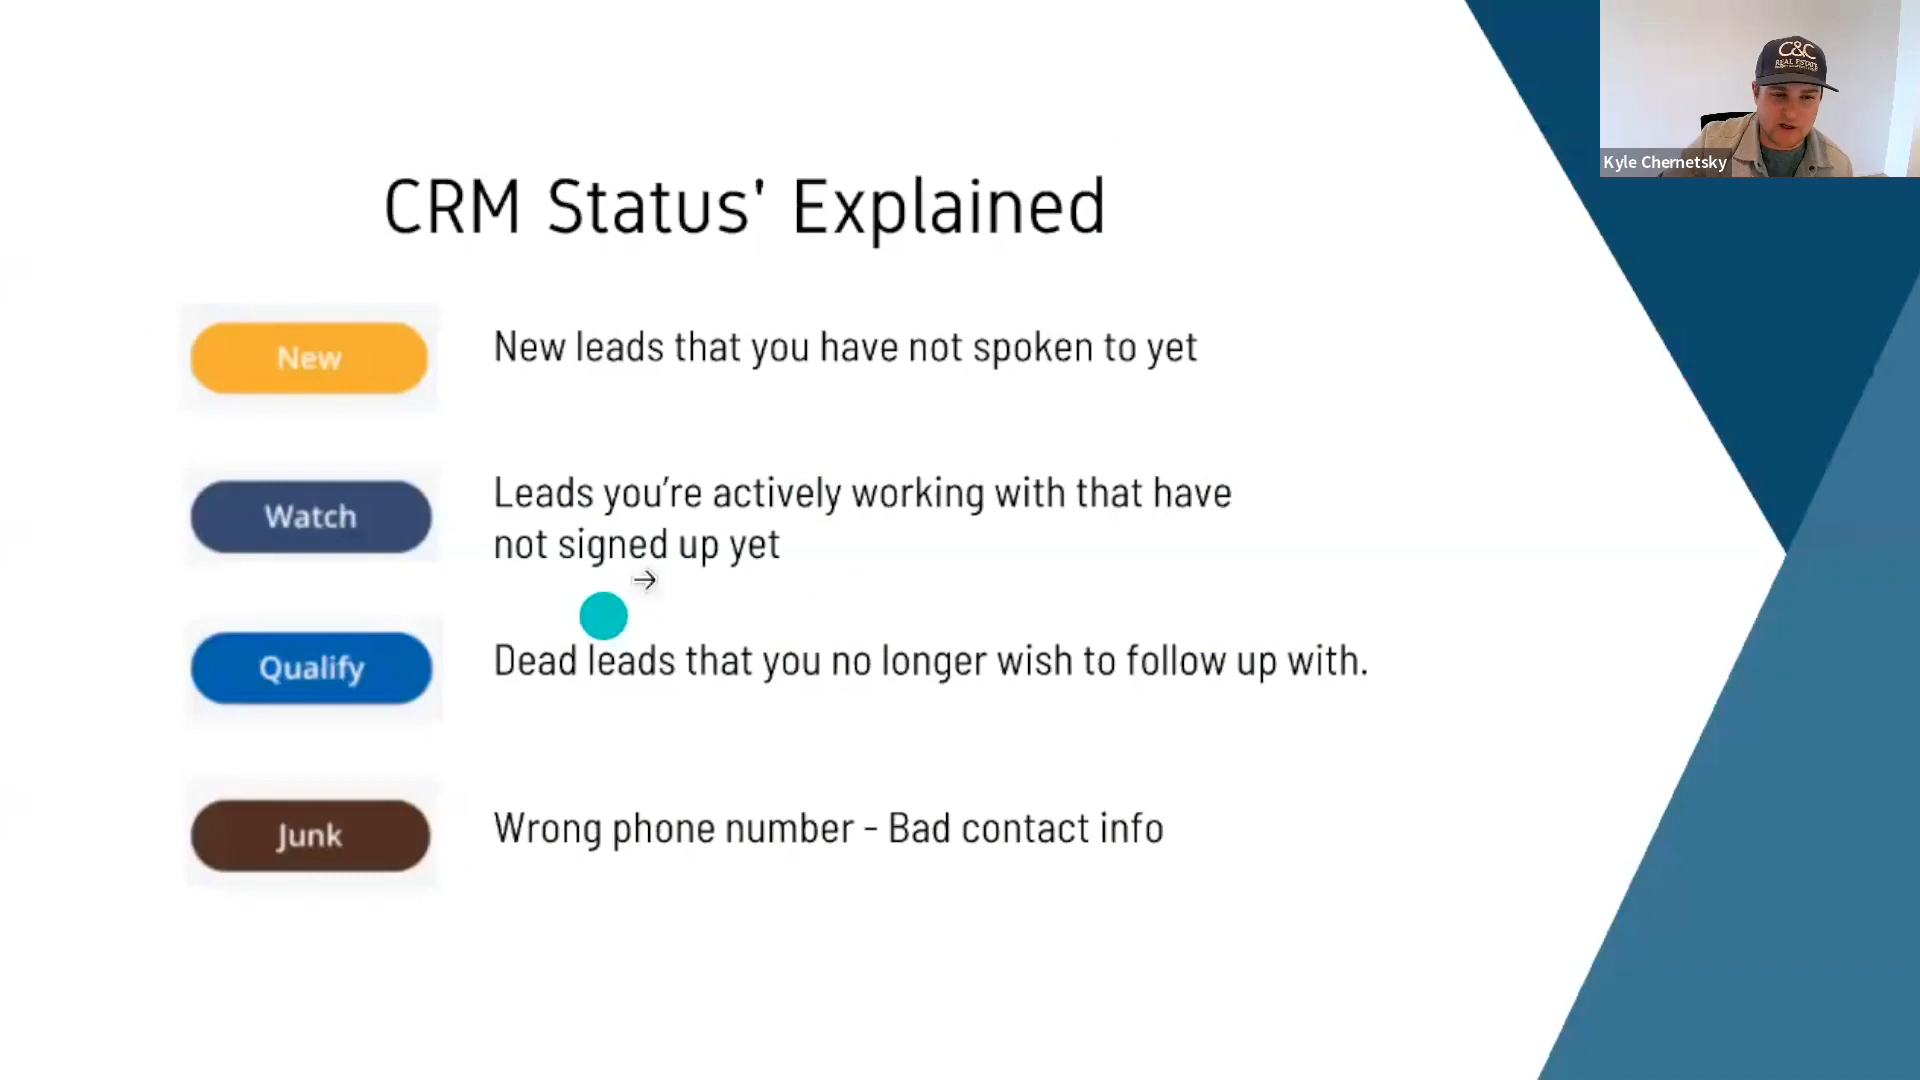 C&C
REAL ESTATE
Kyle Chernetsky
CRM Status' Explained
New
New leads that you have not spoken to yet
Watch
Leads you’re actively working with that have
not signed up yet
Qualify
Dead leads that you no longer wish to follow up with.
Junk
Wrong phone number - Bad contact info